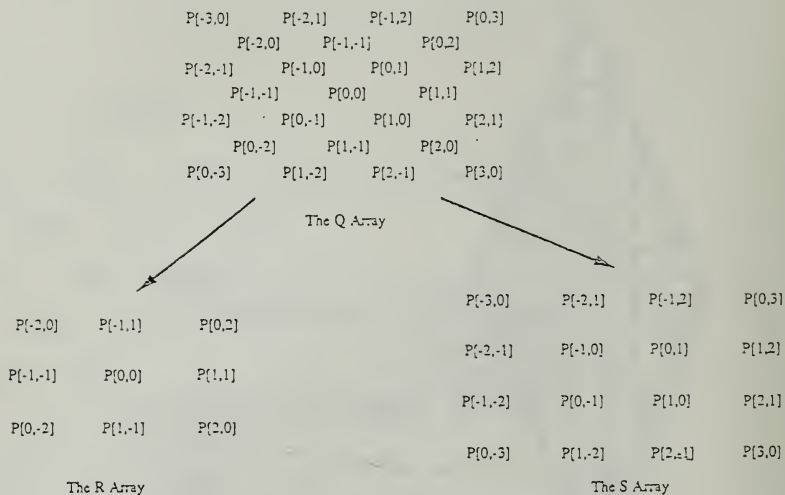 P[-3,0] P[-2,1] P[-1,2] P[0,3]
P[-2,0] P[-1,-1] P[0,2]
P[-2,-1] P[-1,0] P[0,1] P[1,2]
P[-1,-1] P[0,0] P[1,1]
P[-1,-2] P[0,-1] P[1,0] P[2,1]
P[0,-2] P[1,-1] P[2,0]
P[0,-3] P[1,-2] P[2,-1] P[3,0]
The Q Array
P[-2,0] P[-1,1] P[0,2]
P[-1,-1] P[0,0] P[1,1]
P[0,-2] P[1,-1] P[2,0]
The R Array
P[-3,0] P[-2,1] P[-1,2] P[0,3]
P[-2,-1] P[-1,0] P[0,1] P[1,2]
P[-1,-2] P[0,-1] P[1,0] P[2,1]
P[0,-3] P[1,-2] P[2,-1] P[3,0]
The S Array